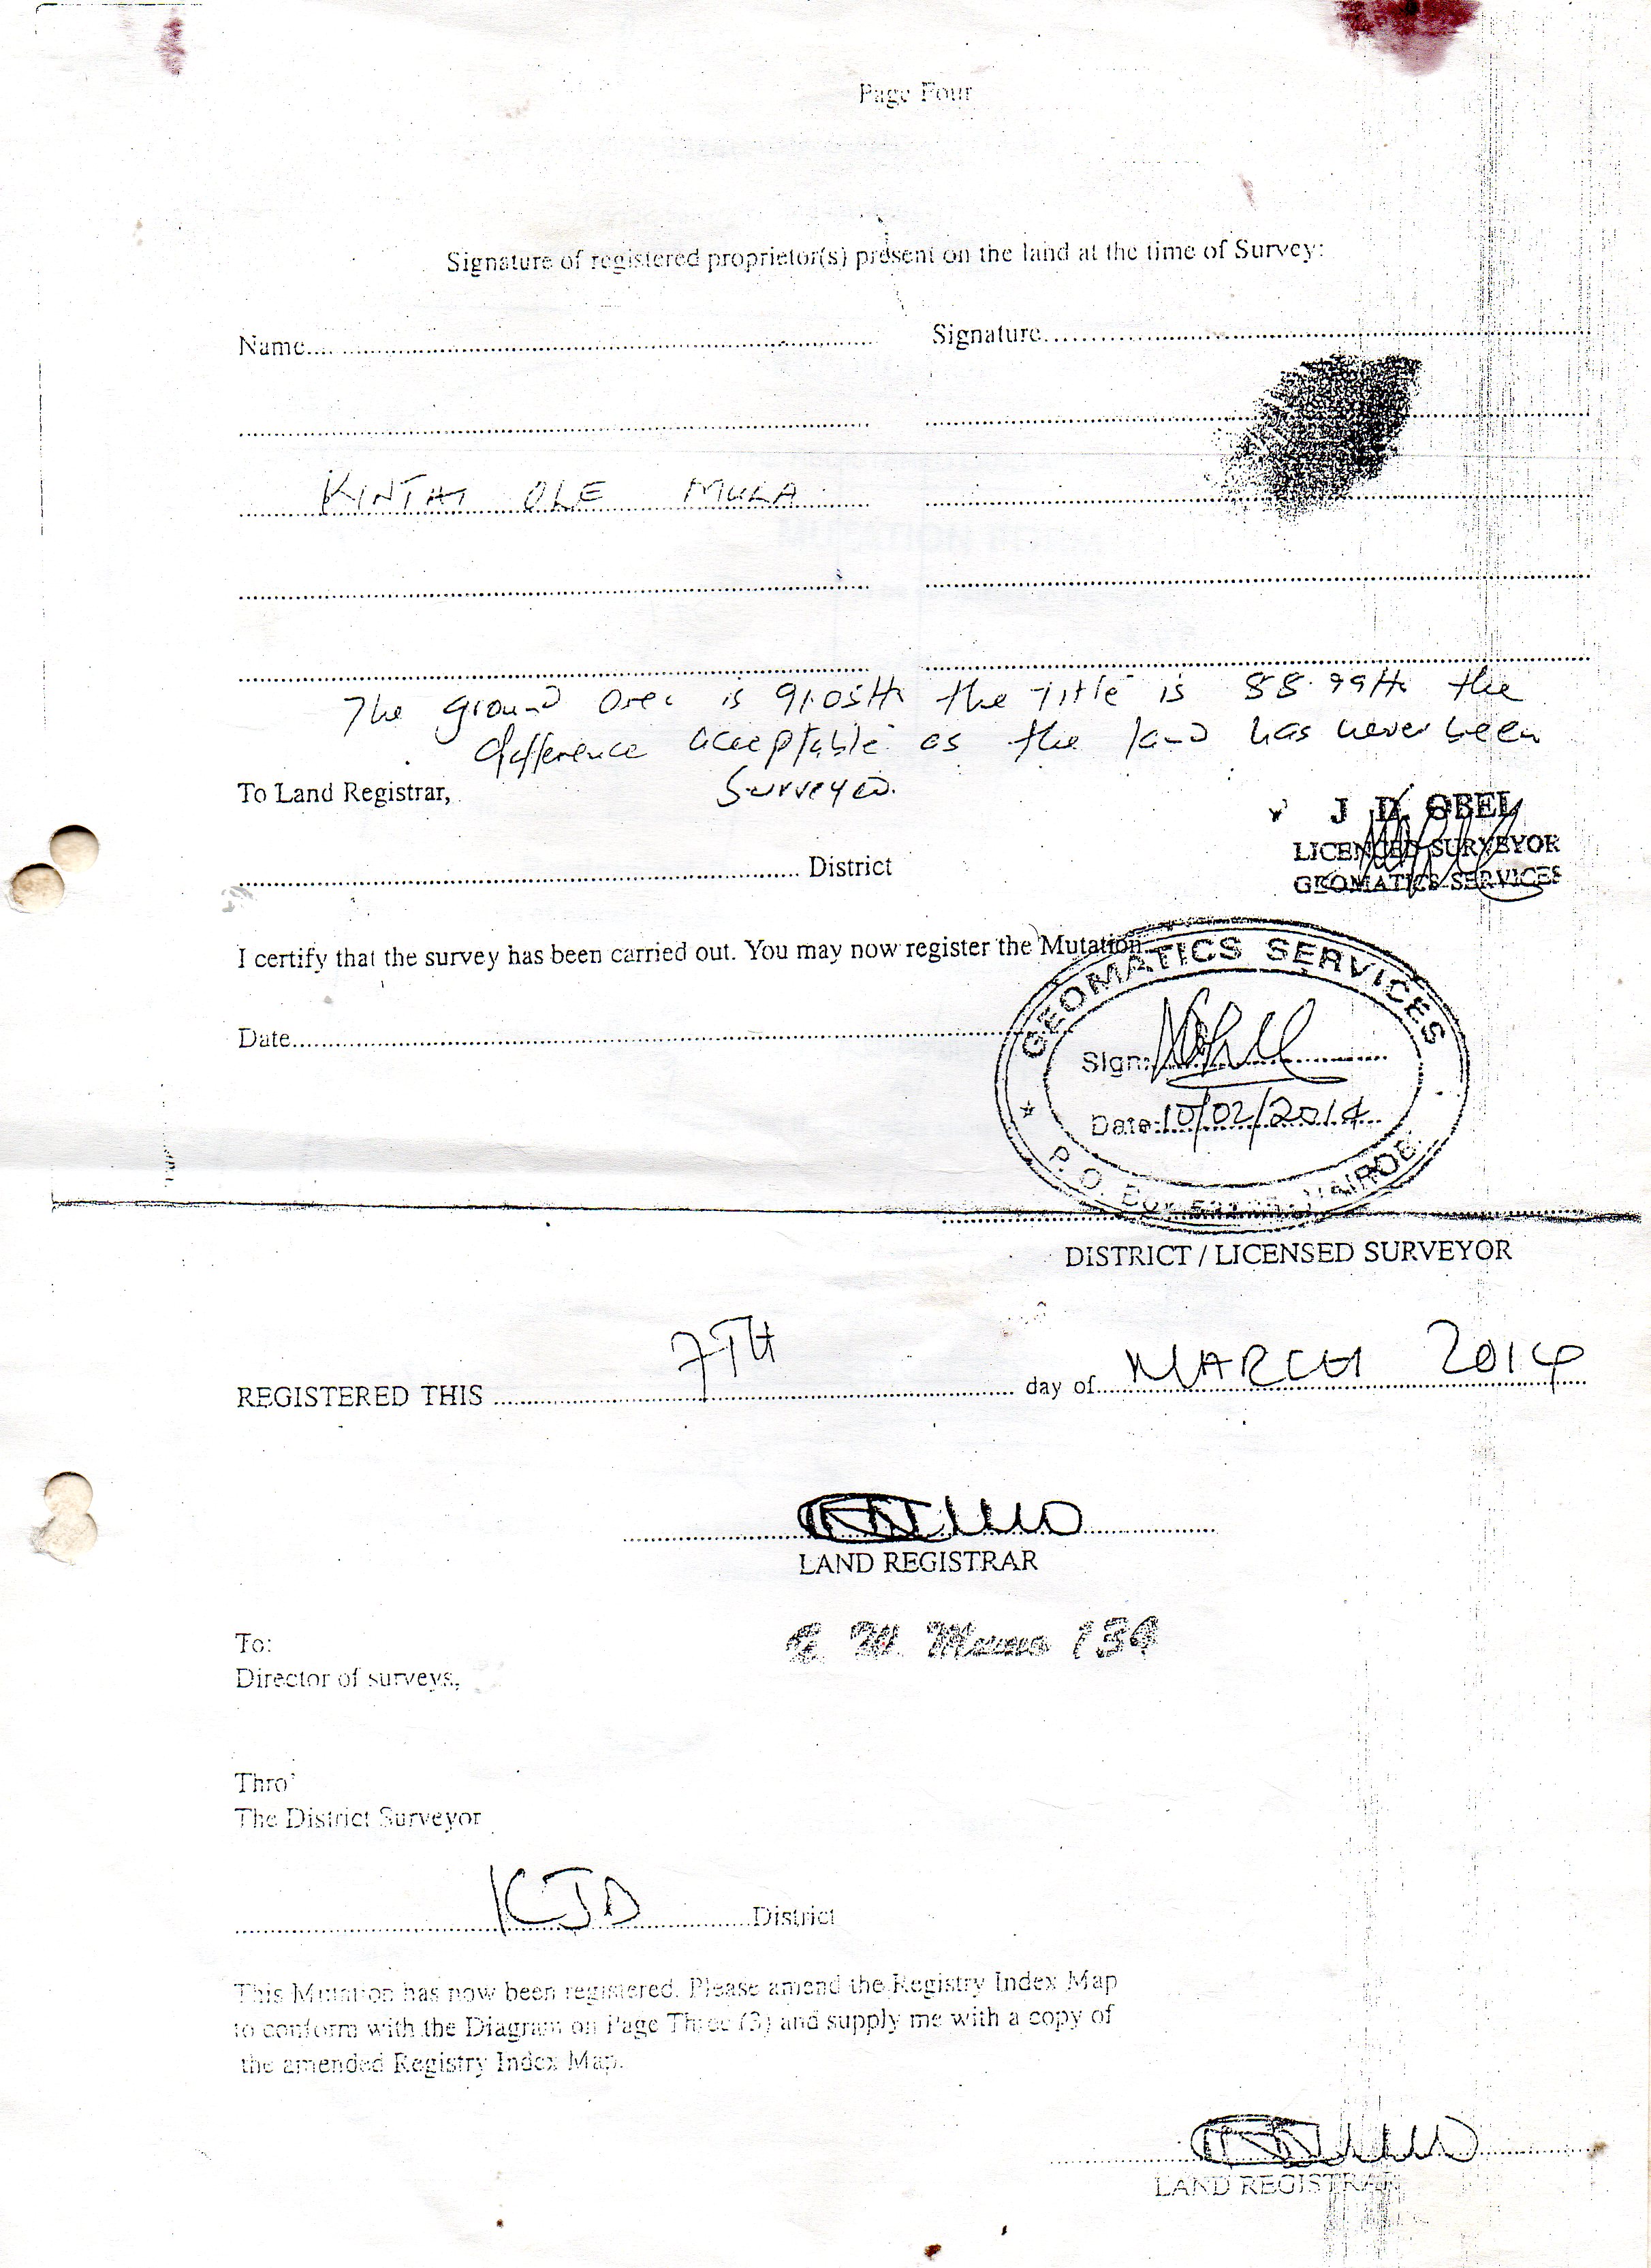 Page Four
Signature of registered proprietor(s) present on the land at the time of Survey:
Name Signature
KINTAI OLE MULA
The ground area is 91.05Ha the Title is 88.99Ha the
difference acceptable as the land has never been
surveyed.
To Land Registrar,
District
J D. OBEL
LICENCED SURVEYOR
GEOMATICS SERVICES
I certify that the survey has been carried out. You may now register the Mutation
Date
GEOMATICS SERVICES
Sign:
Date: 10/02/2014
P. O. Box NAIROBI
DISTRICT / LICENSED SURVEYOR
REGISTERED THIS 7TH day of MARCH 2014
LAND REGISTRAR
To:
Director of surveys,
Thro'
The District Surveyor
KJD District
This Mutation has now been registered. Please amend the Registry Index Map
to conform with the Diagram on Page Three (3) and supply me with a copy of
the amended Registry Index Map.
LAND REGISTRAR